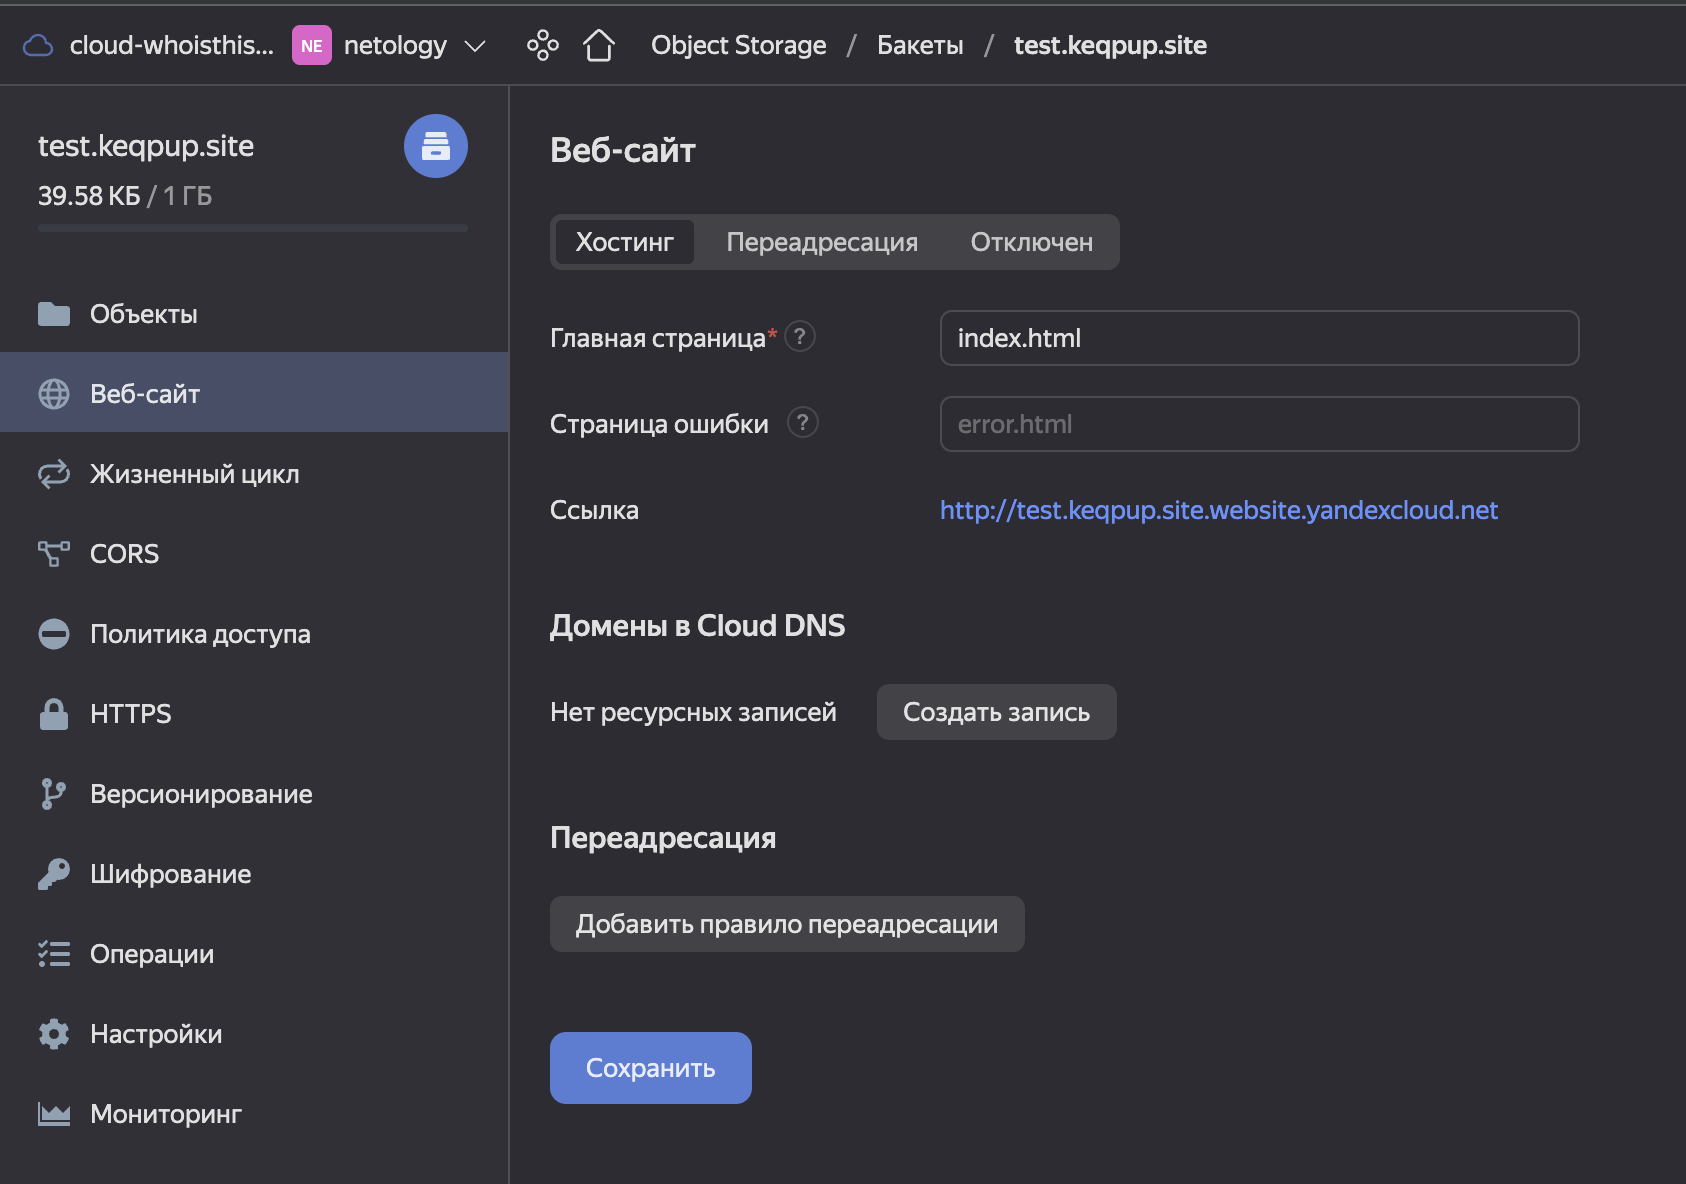 cloud-whoisthis... NE netology Object Storage / Бакеты / test.keqpup.site
test.keqpup.site
39.58 КБ / 1 ГБ
Объекты
Веб-сайт
Жизненный цикл
CORS
Политика доступа
HTTPS
Версионирование
Шифрование
Операции
Настройки
Мониторинг
Веб-сайт
Хостинг Переадресация Отключен
Главная страница* ? index.html
Страница ошибки ? error.html
Ссылка http://test.keqpup.site.website.yandexcloud.net
Домены в Cloud DNS
Нет ресурсных записей Создать запись
Переадресация
Добавить правило переадресации
Сохранить